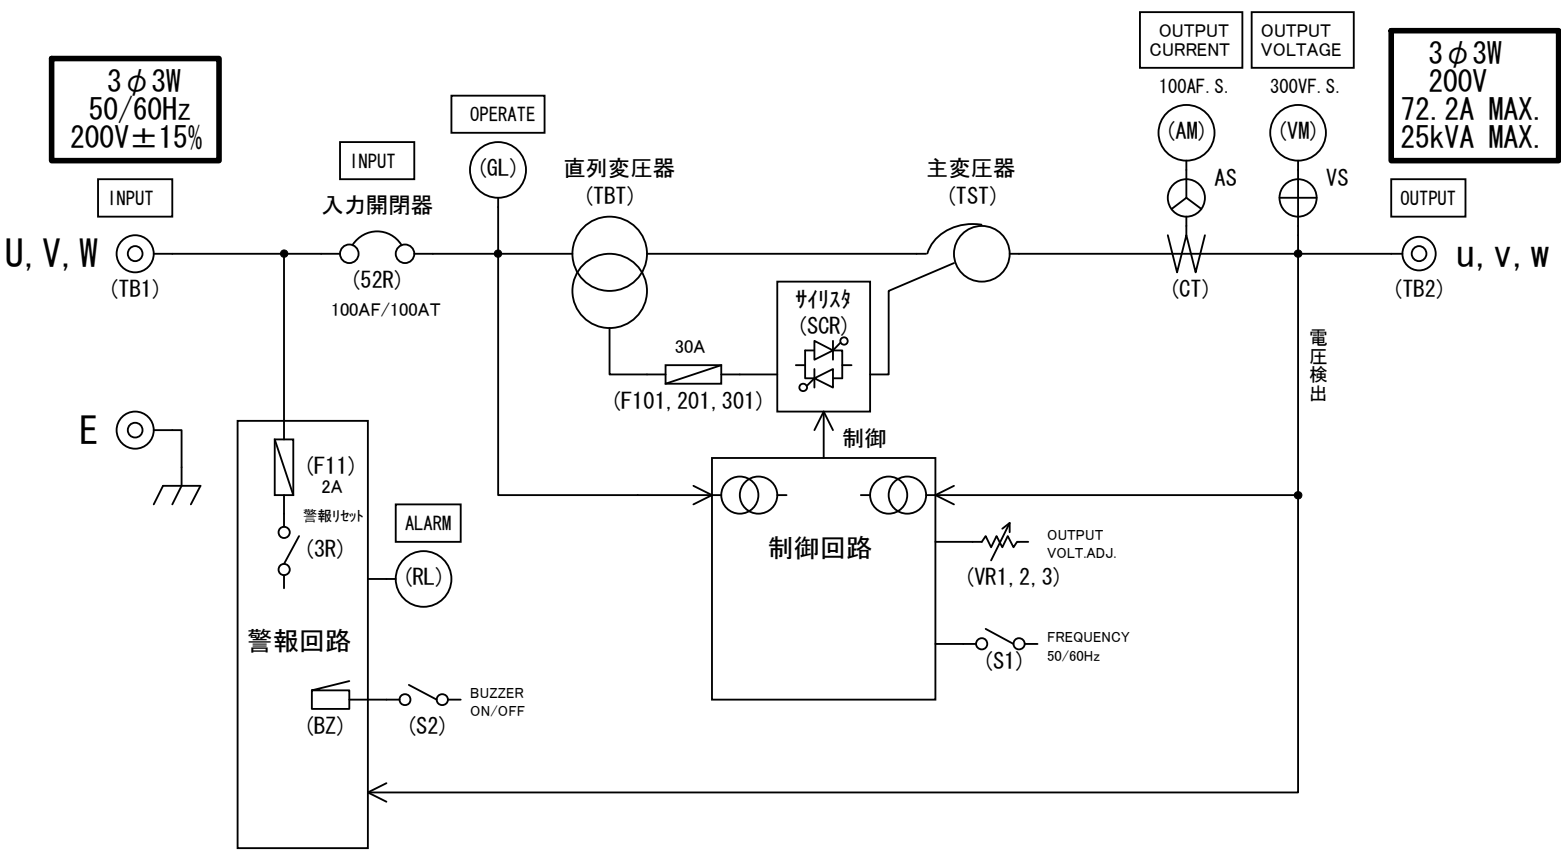 3φ3W
50/60Hz
200V±15%
INPUT
U, V, W
(TB1)
INPUT
入力開閉器
(52R)
100AF/100AT
OPERATE
(GL)
直列変圧器
(TBT)
主変圧器
(TST)
OUTPUT
CURRENT
100AF. S.
(AM)
AS
(CT)
OUTPUT
VOLTAGE
300VF. S.
(VM)
VS
3φ3W
200V
72. 2A MAX.
25kVA MAX.
OUTPUT
u, v, w
(TB2)
サイリスタ
(SCR)
30A
(F101, 201, 301)
制御
電圧検出
E
(F11)
2A
警報リセット
(3R)
ALARM
(RL)
警報回路
(BZ)
(S2)
BUZZER
ON/OFF
制御回路
OUTPUT
VOLT.ADJ.
(VR1, 2, 3)
(S1)
FREQUENCY
50/60Hz